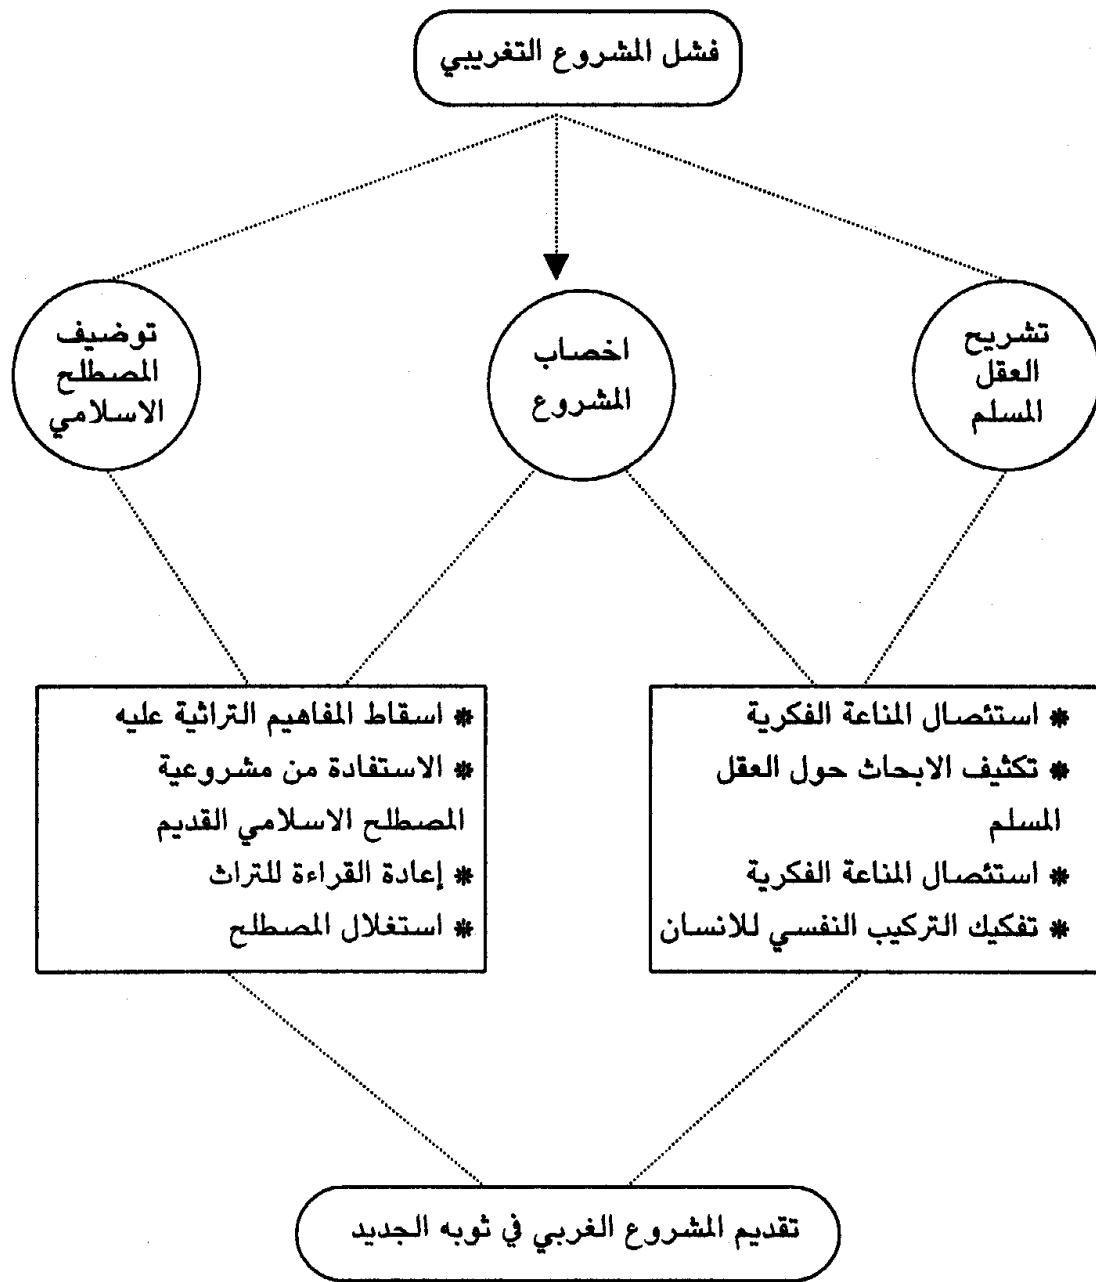 فشل المشروع التغريبي
تشريح
العقل
المسلم
اخصاب
المشروع
توضيف
المصطلح
الاسلامي
* استئصال المناعة الفكرية
* تكثيف الابحاث حول العقل
المسلم
* استئصال المناعة الفكرية
* تفكيك التركيب النفسي للانسان
* اسقاط المفاهيم التراثية عليه
* الاستفادة من مشروعية
المصطلح الاسلامي القديم
* إعادة القراءة للتراث
* استغلال المصطلح
تقديم المشروع الغربي في ثوبه الجديد